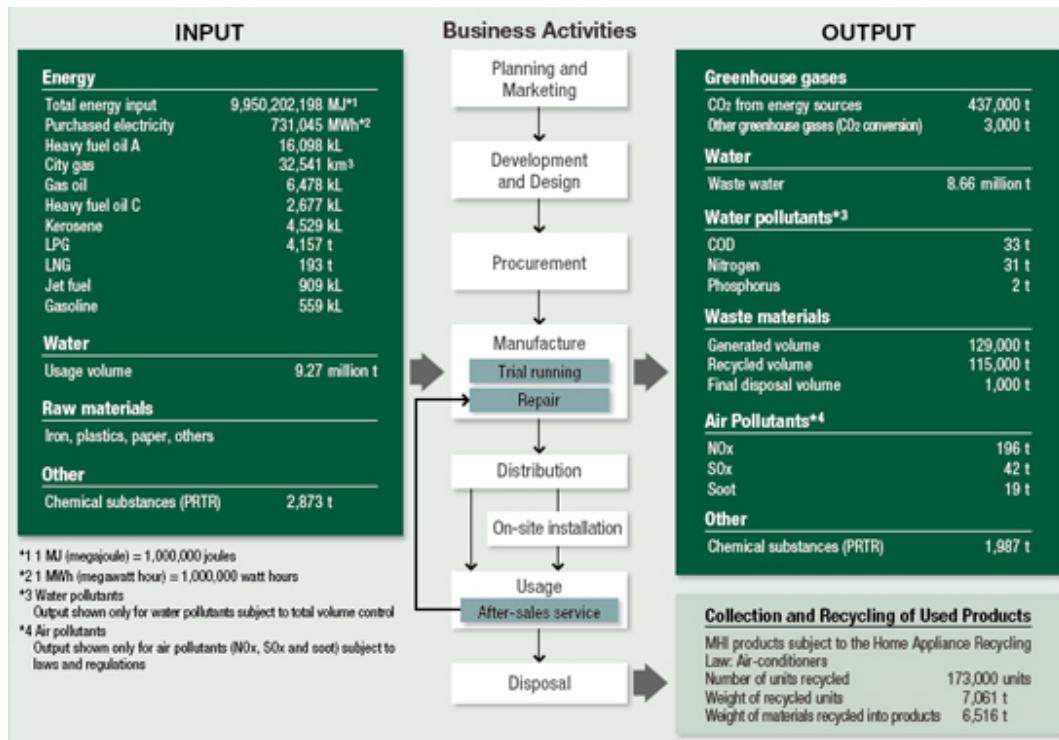 INPUT
Energy
Total energy input 9,950,202,198 MJ*1
Purchased electricity 731,045 MWh*2
Heavy fuel oil A 16,098 kL
City gas 32,541 km3
Gas oil 6,478 kL
Heavy fuel oil C 2,677 kL
Kerosene 4,529 kL
LPG 4,157 t
LNG 193 t
Jet fuel 909 kL
Gasoline 559 kL
Water
Usage volume 9.27 million t
Raw materials
Iron, plastics, paper, others
Other
Chemical substances (PRTR) 2,873 t
*1 1 MJ (megajoule) = 1,000,000 joules
*2 1 MWh (megawatt hour) = 1,000,000 watt hours
*3 Water pollutants
Output shown only for water pollutants subject to total volume control
*4 Air pollutants
Output shown only for air pollutants (NOx, SOx and soot) subject to
laws and regulations
Business Activities
Planning and
Marketing
Development
and Design
Procurement
Manufacture
Trial running
Repair
Distribution
On-site installation
Usage
After-sales service
Disposal
OUTPUT
Greenhouse gases
CO2 from energy sources 437,000 t
Other greenhouse gases (CO2 conversion) 3,000 t
Water
Waste water 8.66 million t
Water pollutants*3
COD 33 t
Nitrogen 31 t
Phosphorus 2 t
Waste materials
Generated volume 129,000 t
Recycled volume 115,000 t
Final disposal volume 1,000 t
Air Pollutants*4
NOx 196 t
SOx 42 t
Soot 19 t
Other
Chemical substances (PRTR) 1,987 t
Collection and Recycling of Used Products
MHI products subject to the Home Appliance Recycling
Law: Air-conditioners
Number of units recycled 173,000 units
Weight of recycled units 7,061 t
Weight of materials recycled into products 6,516 t